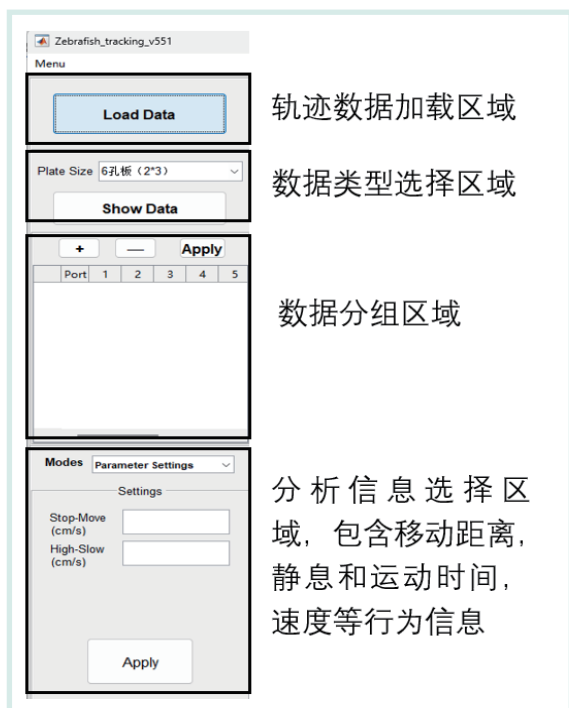 Zebrafish_tracking_v551
Menu
Load Data
轨迹数据加载区域
Plate Size 6孔板（2*3）
Show Data
数据类型选择区域
+ — Apply
Port 1 2 3 4 5
数据分组区域
Modes Parameter Settings
Settings
Stop-Move
(cm/s)
High-Slow
(cm/s)
Apply
分析信息选择区
域，包含移动距离，
静息和运动时间，
速度等行为信息